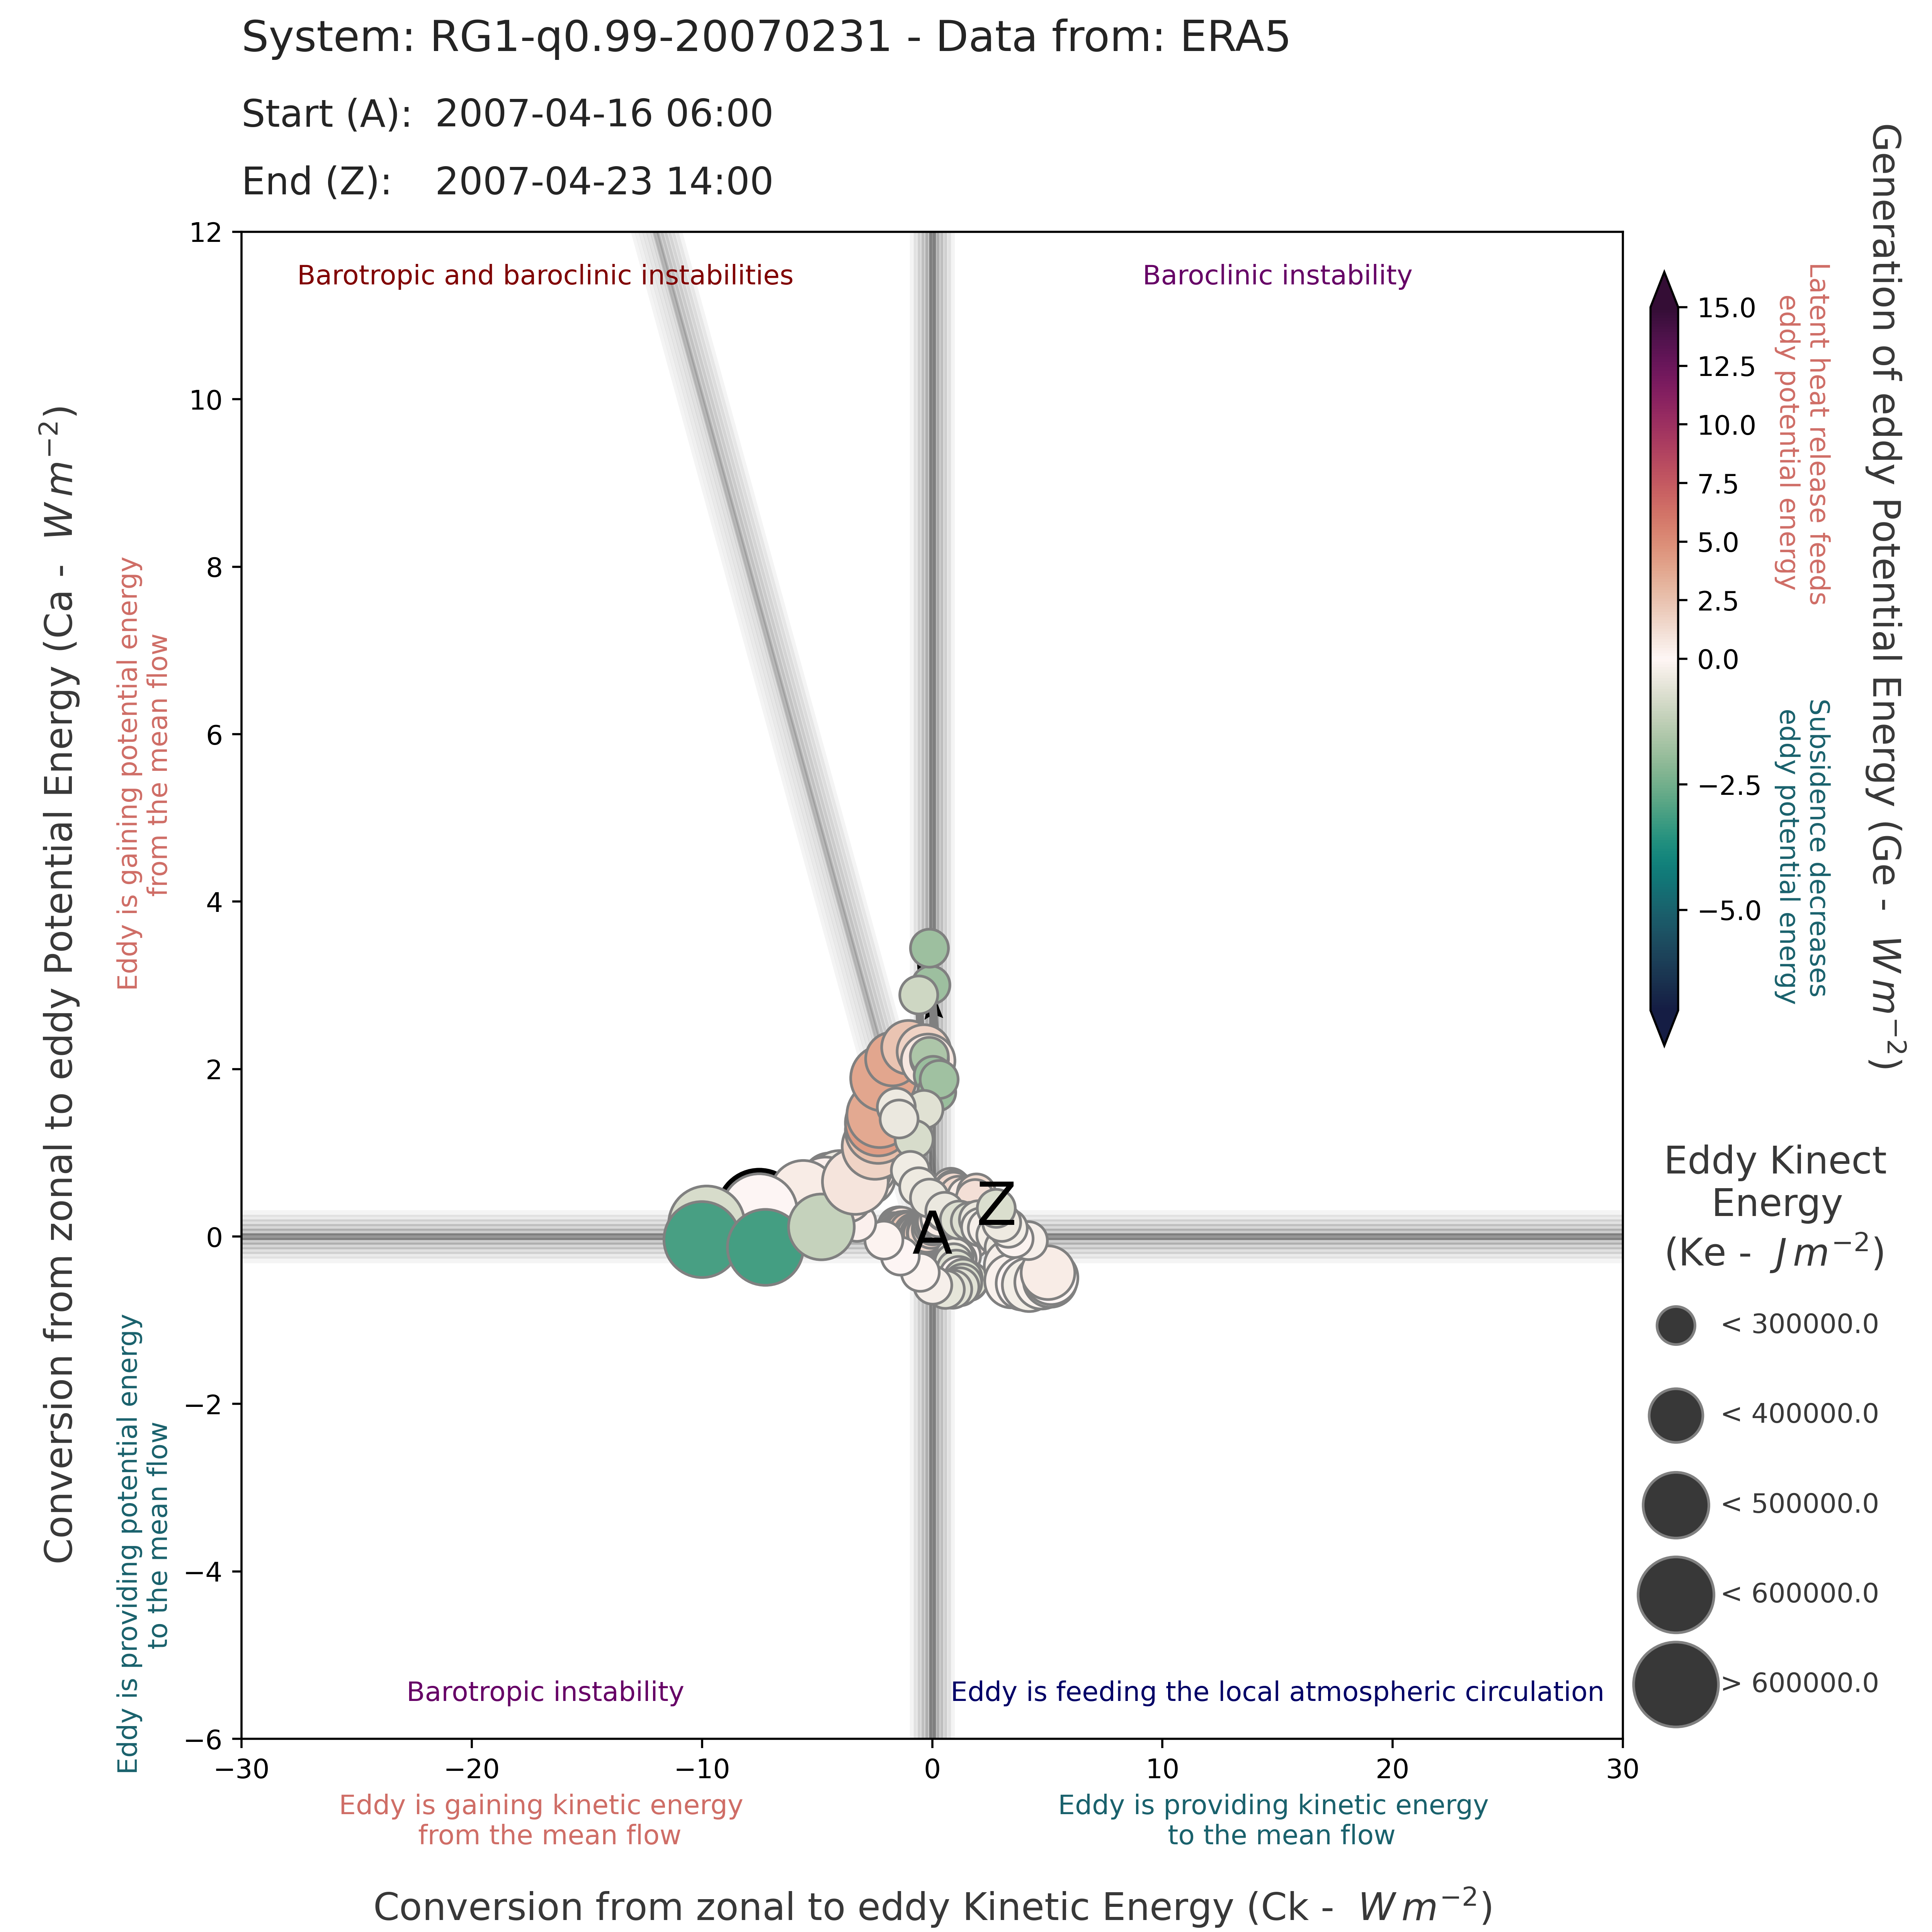 System: RG1-q0.99-20070231 - Data from: ERA5
Start (A): 2007-04-16 06:00
End (Z): 2007-04-23 14:00
Conversion from zonal to eddy Potential Energy (Ca - W m⁻²)
Eddy is gaining potential energy
from the mean flow
Eddy is providing potential energy
to the mean flow
12
10
8
6
4
2
0
−2
−4
−6
Barotropic and baroclinic instabilities
Baroclinic instability
A
Z
Barotropic instability
Eddy is feeding the local atmospheric circulation
−30
−20
−10
0
10
20
30
Eddy is gaining kinetic energy
from the mean flow
Eddy is providing kinetic energy
to the mean flow
Conversion from zonal to eddy Kinetic Energy (Ck - W m⁻²)
15.0
12.5
10.0
7.5
5.0
2.5
0.0
−2.5
−5.0
Latent heat release feeds
eddy potential energy
Subsidence decreases
eddy potential energy
Generation of eddy Potential Energy (Ge - W m⁻²)
Eddy Kinect
Energy
(Ke - J m⁻²)
< 300000.0
< 400000.0
< 500000.0
< 600000.0
> 600000.0